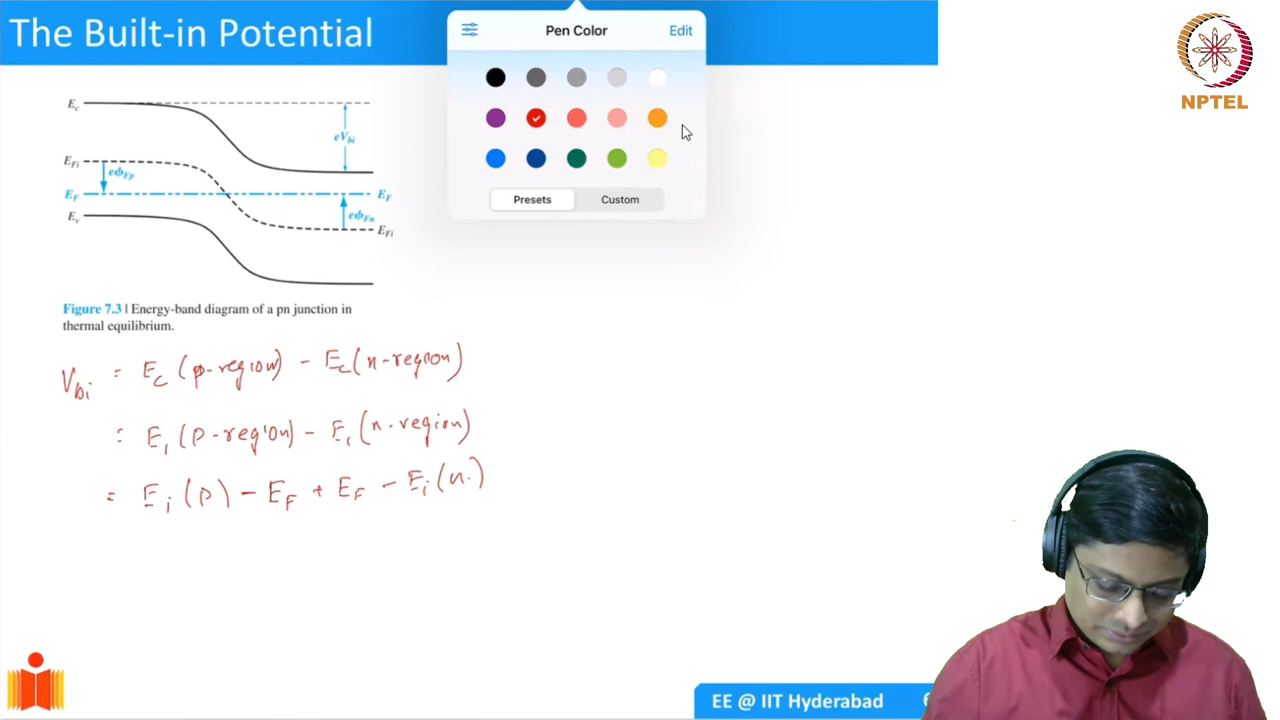 The Built-in Potential
Pen Color
Edit
Presets
Custom
NPTEL
E_c
eV_bi
E_Fi
eϕ_Fp
E_F
E_F
E_v
eϕ_Fn
E_Fi
Figure 7.3 | Energy-band diagram of a pn junction in
thermal equilibrium.
V_bi = E_c (p-region) - E_c (n-region)
= E_i (p-region) - E_i (n-region)
= E_i (p) - E_F + E_F - E_i (n)
EE @ IIT Hyderabad